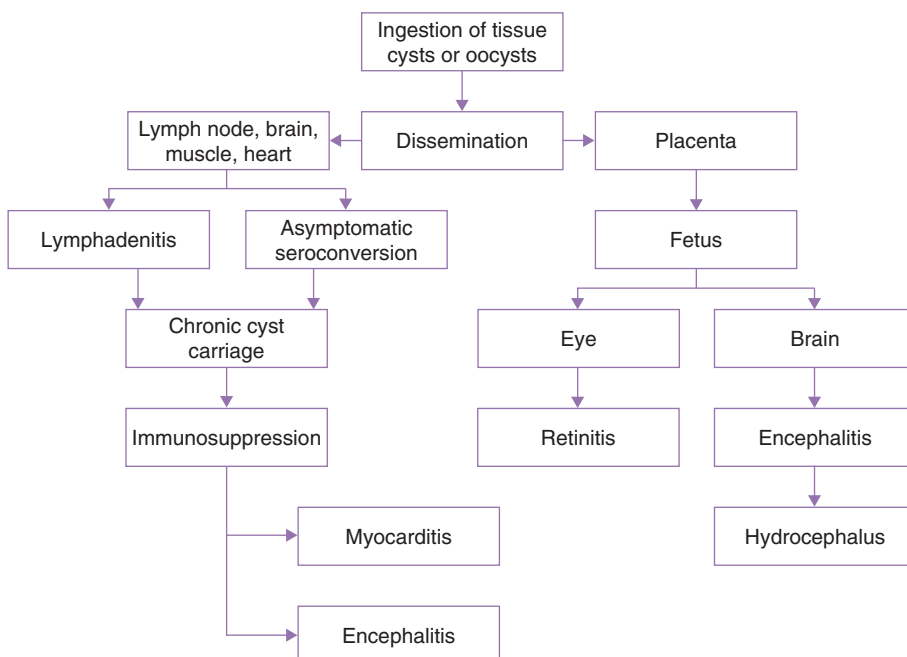 Ingestion of tissue
cysts or oocysts
Lymph node, brain,
muscle, heart
Dissemination
Placenta
Lymphadenitis
Asymptomatic
seroconversion
Fetus
Chronic cyst
carriage
Eye
Brain
Immunosuppression
Retinitis
Encephalitis
Myocarditis
Hydrocephalus
Encephalitis